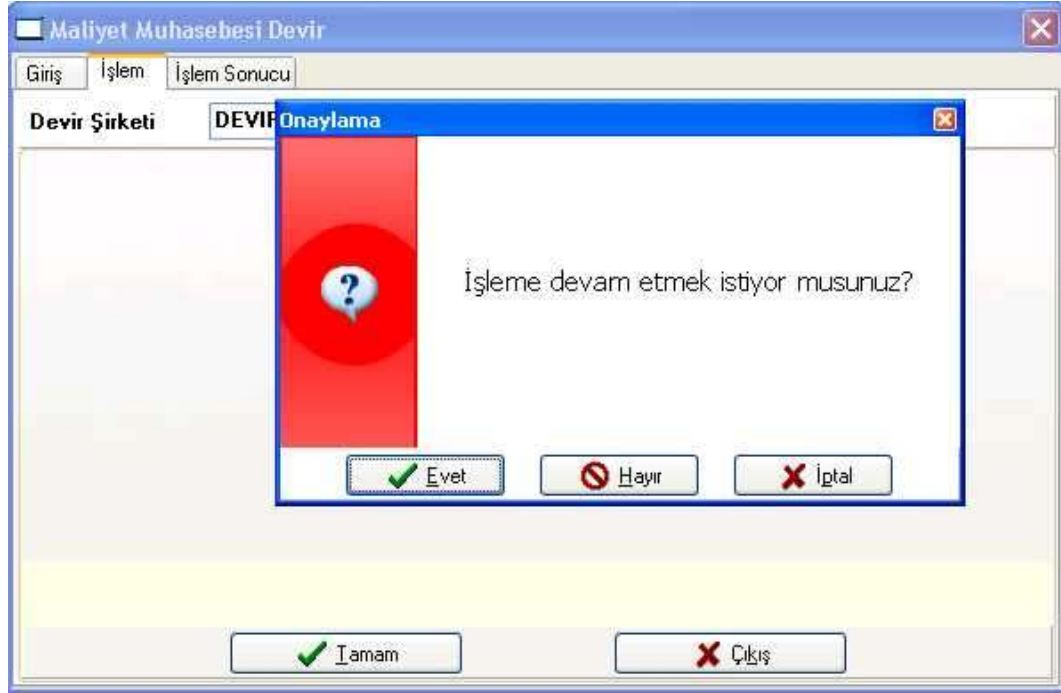 Maliyet Muhasebesi Devir
Giriş İşlem İşlem Sonucu
Devir Şirketi
Onaylama
?
İşleme devam etmek istiyor musunuz?
Evet Hayır İptal
Tamam Çıkış